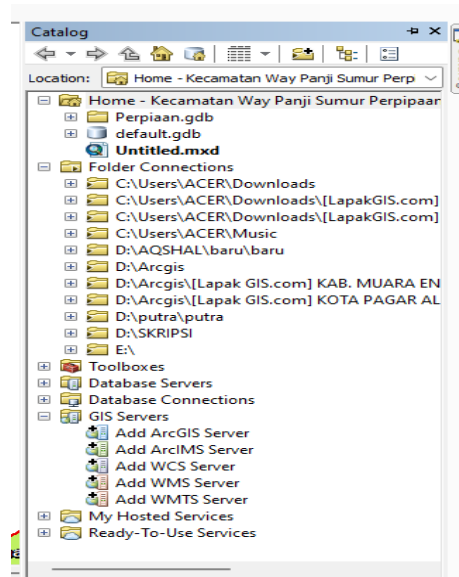 Catalog
Location: Home - Kecamatan Way Panji Sumur Perp
Home - Kecamatan Way Panji Sumur Perpipaar
Perpiaan.gdb
default.gdb
Untitled.mxd
Folder Connections
C:\Users\ACER\Downloads
C:\Users\ACER\Downloads\[LapakGIS.com]
C:\Users\ACER\Downloads\[LapakGIS.com]
C:\Users\ACER\Music
D:\AQSHAL\baru\baru
D:\Arcgis
D:\Arcgis\[Lapak GIS.com] KAB. MUARA EN
D:\Arcgis\[Lapak GIS.com] KOTA PAGAR AL
D:\putra\putra
D:\SKRIPSI
E:\
Toolboxes
Database Servers
Database Connections
GIS Servers
Add ArcGIS Server
Add ArcIMS Server
Add WCS Server
Add WMS Server
Add WMTS Server
My Hosted Services
Ready-To-Use Services